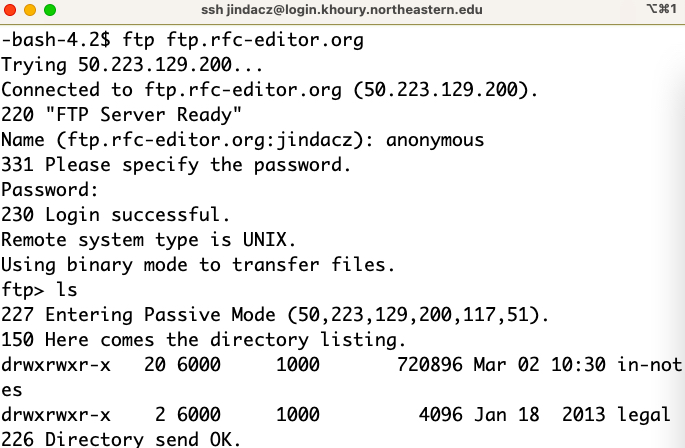 ssh jindacz@login.khoury.northeastern.edu
⌥⌘1
-bash-4.2$ ftp ftp.rfc-editor.org
Trying 50.223.129.200...
Connected to ftp.rfc-editor.org (50.223.129.200).
220 "FTP Server Ready"
Name (ftp.rfc-editor.org:jindacz): anonymous
331 Please specify the password.
Password:
230 Login successful.
Remote system type is UNIX.
Using binary mode to transfer files.
ftp> ls
227 Entering Passive Mode (50,223,129,200,117,51).
150 Here comes the directory listing.
drwxrwxr-x   20 6000     1000       720896 Mar 02 10:30 in-not
es
drwxrwxr-x    2 6000     1000         4096 Jan 18  2013 legal
226 Directory send OK.